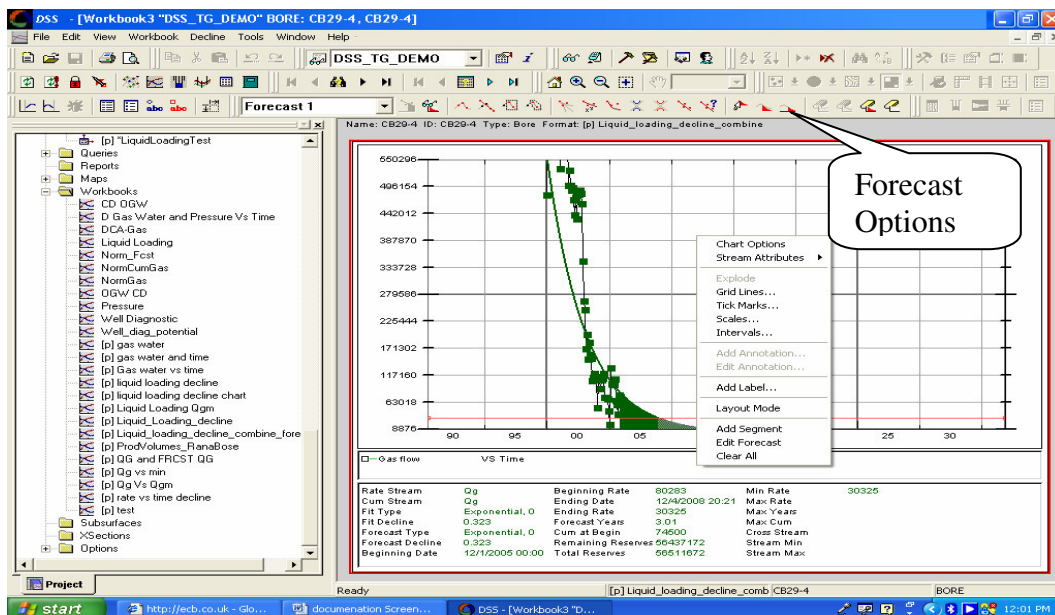 DSS - [Workbook3 "DSS_TG_DEMO" BORE: CB29-4, CB29-4]
File Edit View Workbook Decline Tools Window Help
DSS_TG_DEMO
Forecast 1
[p] "LiquidLoadingTest
Queries
Reports
Maps
Workbooks
CD OGW
D Gas Water and Pressure Vs Time
DCA-Gas
Liquid Loading
Norm_Fcst
NormCumGas
NormGas
OGW CD
Pressure
Well Diagnostic
Well_diag_potential
[p] gas water
[p] gas water and time
[p] Gas water vs time
[p] liquid loading decline
[p] liquid loading decline chart
[p] Liquid Loading Qgm
[p] Liquid_Loading_decline
[p] Liquid_loading_decline_combine_fore
[p] ProdVolumes_RanaBose
[p] QG and FRCST QG
[p] Qg vs min
[p] Qg Vs Qgm
[p] rate vs time decline
[p] test
Subsurfaces
XSections
Options
Project
Name: CB29-4 ID: CB29-4 Type: Bore Format: [p] Liquid_loading_decline_combine
550296
496154
442012
387870
333728
279586
225444
171302
117160
63018
8876
90 95 00 05 25 30
Forecast
Options
Chart Options
Stream Attributes
Explode
Grid Lines...
Tick Marks...
Scales...
Intervals...
Add Annotation...
Edit Annotation...
Add Label...
Layout Mode
Add Segment
Edit Forecast
Clear All
Gas flow VS Time
Rate Stream Qg Beginning Rate 80283 Min Rate 30325
Cum Stream Qg Ending Date 12/4/2008 20:21 Max Rate
Fit Type Exponential, 0 Ending Rate 30325 Max Years
Fit Decline 0.323 Forecast Years 3.01 Max Cum
Forecast Type Exponential, 0 Cum at Begin 74500 Cross Stream
Forecast Decline 0.323 Remaining Reserves 56437172 Stream Min
Beginning Date 12/1/2005 00:00 Total Reserves 56511672 Stream Max
Ready [p] Liquid_loading_decline_comb CB29-4 BORE
start http://ecb.co.uk - Glo... documenation Screen... DSS - [Workbook3 "D... 12:01 PM